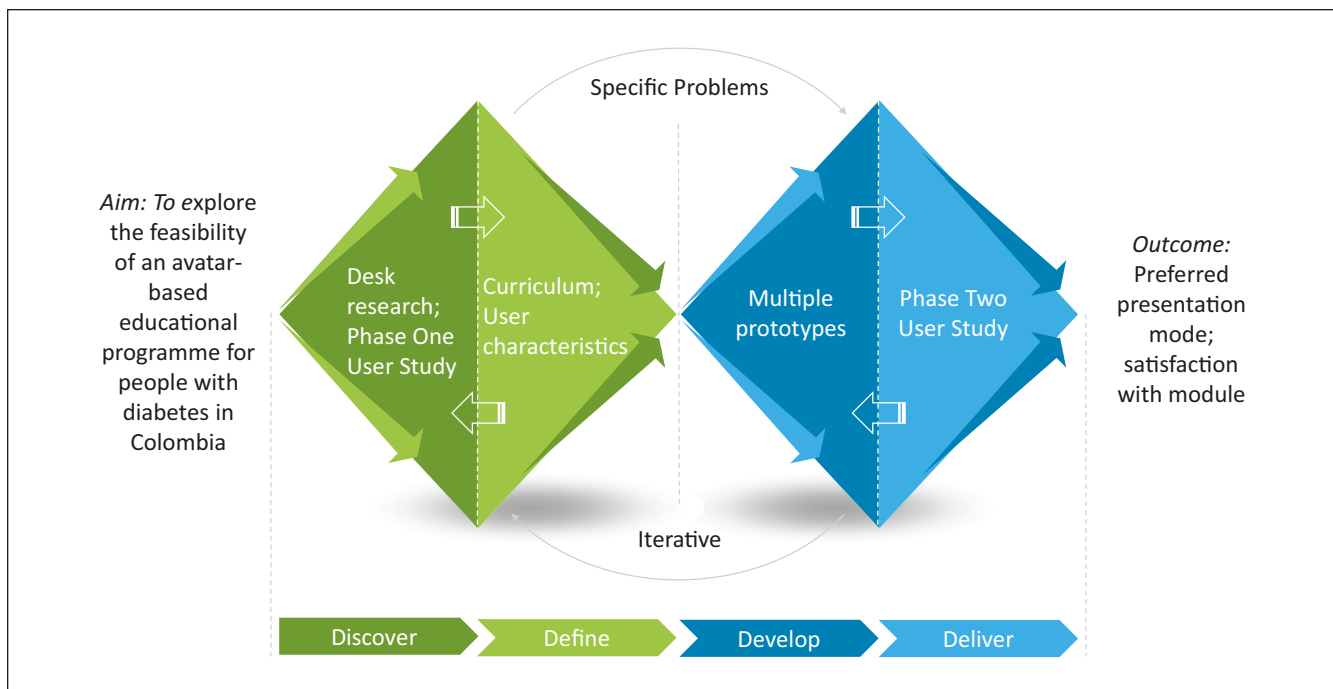 Specific Problems
Aim: To explore
the feasibility
of an avatar-
based
educational
programme for
people with
diabetes in
Colombia
Desk
research;
Phase One
User Study
Curriculum;
User
characteristics
Multiple
prototypes
Phase Two
User Study
Outcome:
Preferred
presentation
mode;
satisfaction
with module
Iterative
Discover
Define
Develop
Deliver